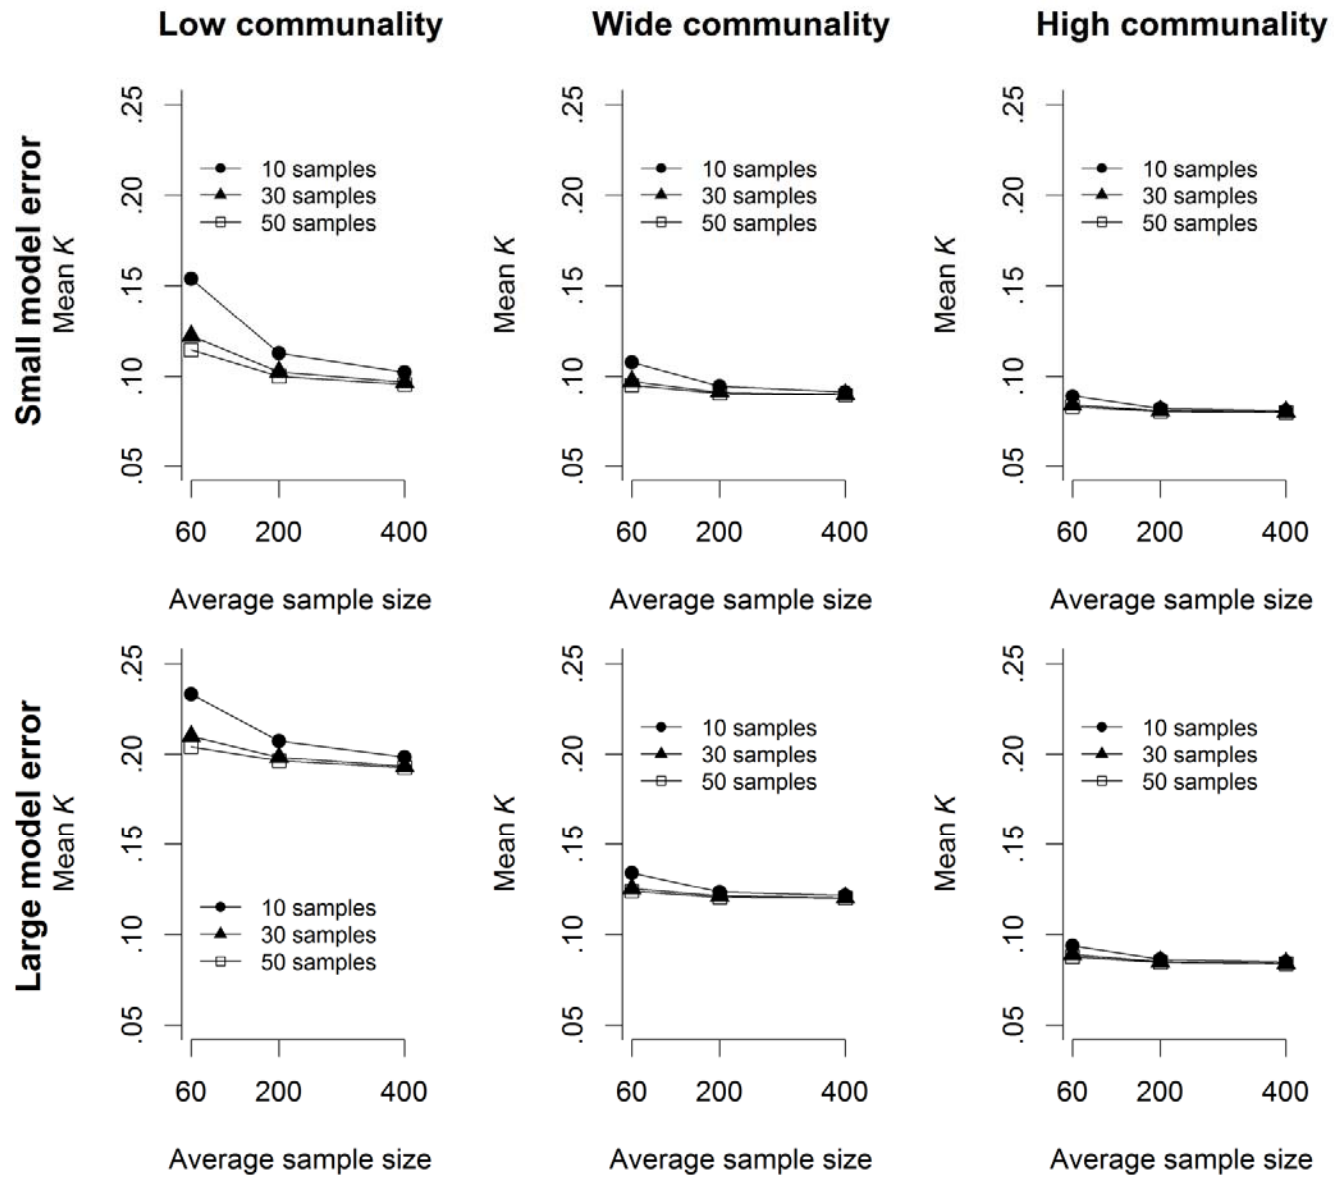 Low communality
Wide communality
High communality
Small model error
Mean K
.25
.20
.15
.10
.05
10 samples
30 samples
50 samples
60 200 400
Average sample size
Mean K
.25
.20
.15
.10
.05
10 samples
30 samples
50 samples
60 200 400
Average sample size
Mean K
.25
.20
.15
.10
.05
10 samples
30 samples
50 samples
60 200 400
Average sample size
Large model error
Mean K
.25
.20
.15
.10
.05
10 samples
30 samples
50 samples
60 200 400
Average sample size
Mean K
.25
.20
.15
.10
.05
10 samples
30 samples
50 samples
60 200 400
Average sample size
Mean K
.25
.20
.15
.10
.05
10 samples
30 samples
50 samples
60 200 400
Average sample size